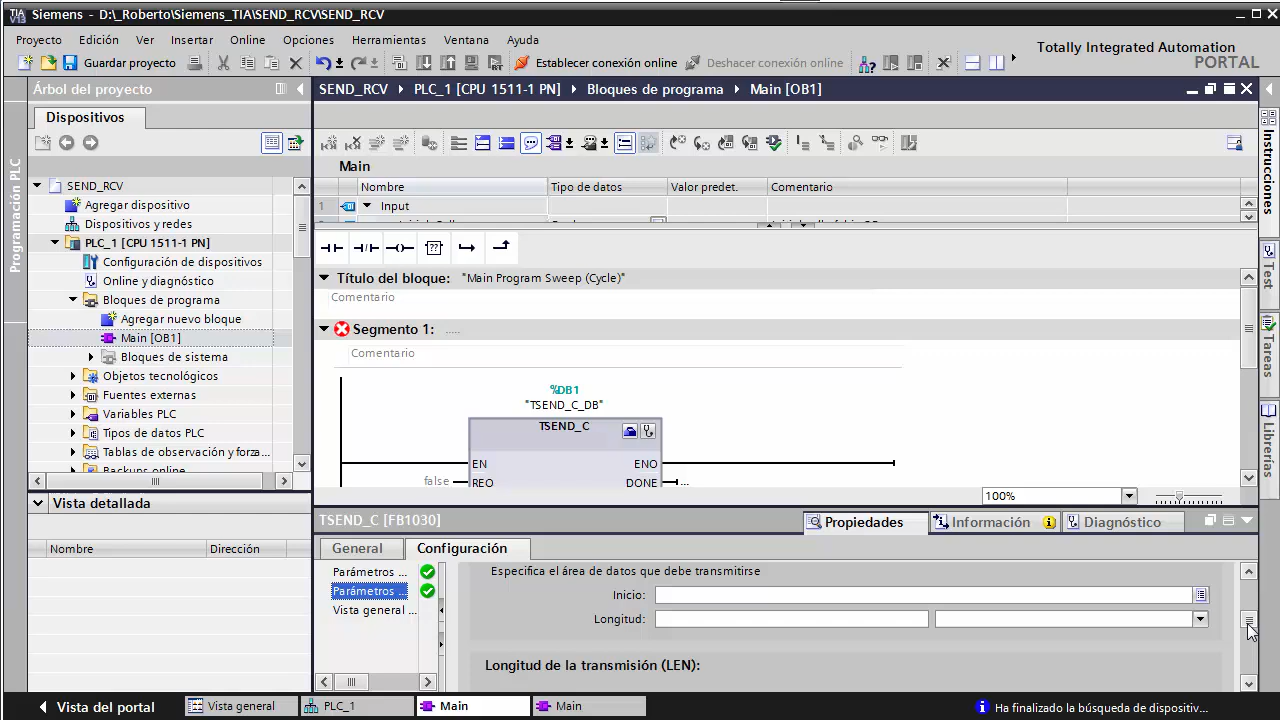 TIA
V13
Siemens - D:\_Roberto\Siemens_TIA\SEND_RCV\SEND_RCV
Proyecto Edición Ver Insertar Online Opciones Herramientas Ventana Ayuda
Totally Integrated Automation
PORTAL
Guardar proyecto
Establecer conexión online
Deshacer conexión online
Árbol del proyecto
SEND_RCV PLC_1 [CPU 1511-1 PN] Bloques de programa Main [OB1]
Dispositivos
Programación PLC
SEND_RCV
Agregar dispositivo
Dispositivos y redes
PLC_1 [CPU 1511-1 PN]
Configuración de dispositivos
Online y diagnóstico
Bloques de programa
Agregar nuevo bloque
Main [OB1]
Bloques de sistema
Objetos tecnológicos
Fuentes externas
Variables PLC
Tipos de datos PLC
Tablas de observación y forza...
Backups online
Vista detallada
Nombre Dirección
Main
Nombre Tipo de datos Valor predet. Comentario
1 Input
??
Título del bloque: "Main Program Sweep (Cycle)"
Comentario
Segmento 1: .....
Comentario
%DB1
"TSEND_C_DB"
TSEND_C
EN ENO
false REQ DONE ...
100%
TSEND_C [FB1030]
Propiedades Información Diagnóstico
General Configuración
Parámetros ...
Parámetros ...
Vista general ...
Especifica el área de datos que debe transmitirse
Inicio:
Longitud:
Longitud de la transmisión (LEN):
Instrucciones
Test
Tareas
Librerías
Vista del portal Vista general PLC_1 Main Main
Ha finalizado la búsqueda de dispositiv...